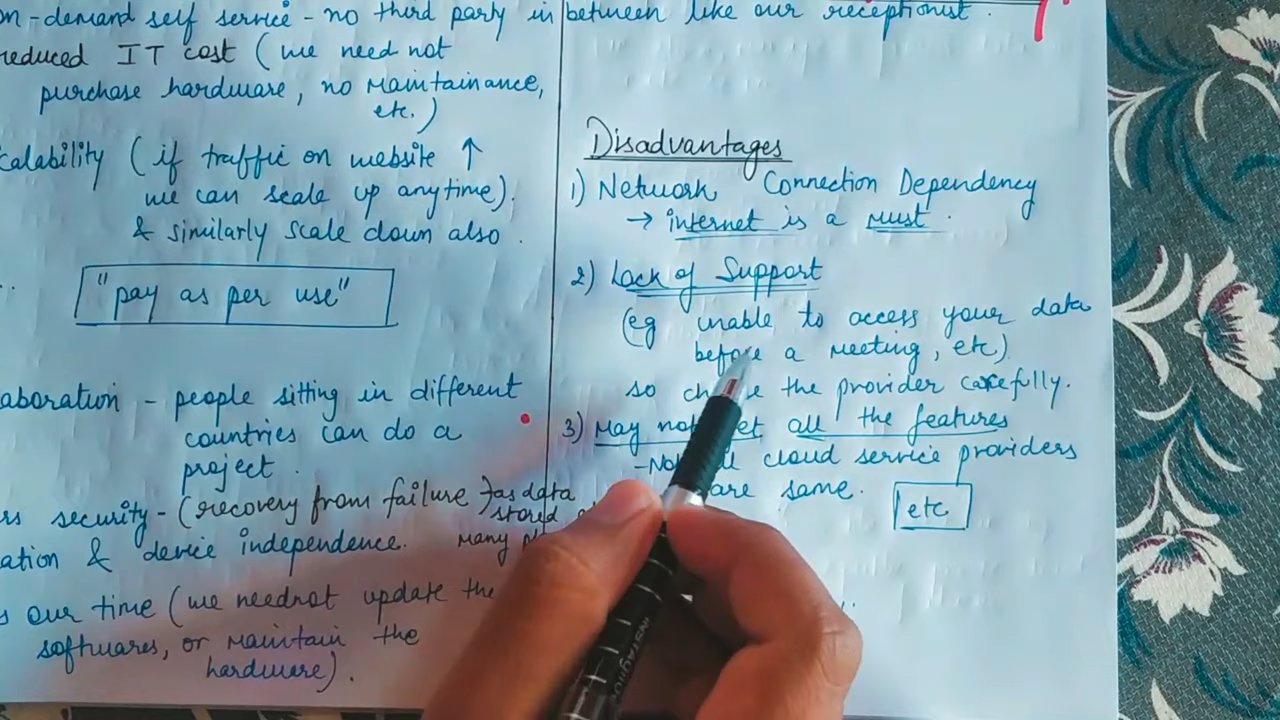 n-demand self service - no third party in between like our receptionist.
reduced IT cost (we need not
purchase hardware, no maintainance,
etc.)
calability (if traffic on website ↑
we can scale up anytime).
& similarly scale down also.
"pay as per use"
aboration - people sitting in different
countries can do a
project.
rs security - (recovery from failure) as data
stored
ation & device independence. Many
s our time (we neednot update the
softwares, or maintain the
hardware).
Disadvantages
1) Network Connection Dependency
→ internet is a must.
2) Lack of Support
(eg unable to access your data
before a meeting, etc.)
so the provider carefully.
3) May not all the features
- cloud service providers
are same.
etc